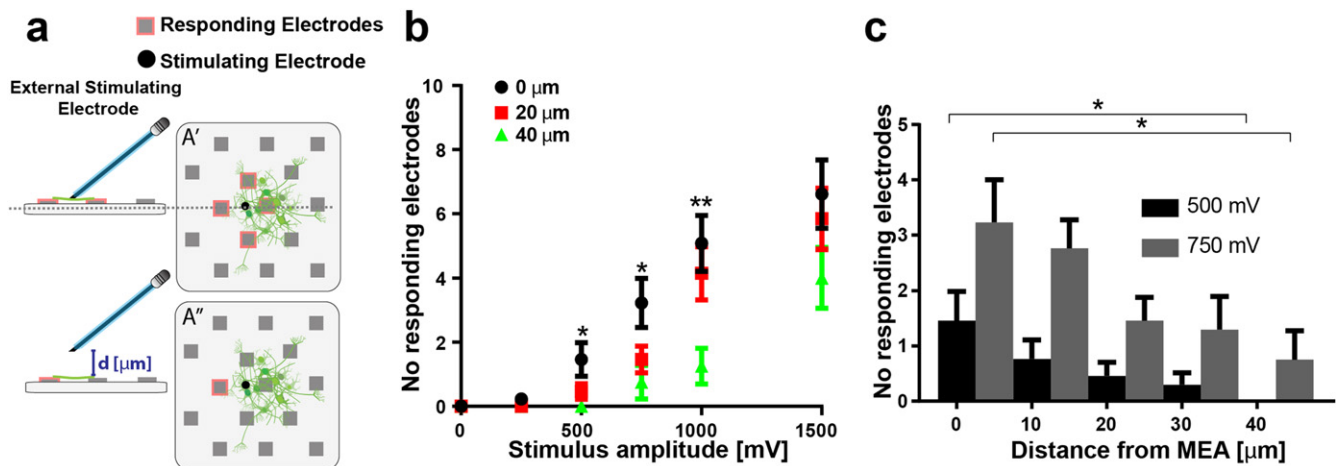 a
Responding Electrodes
Stimulating Electrode
External Stimulating
Electrode
A'
A"
d [μm]
b
0 μm
20 μm
40 μm
No responding electrodes
10
8
6
4
2
0
*
*
**
0
500
1000
1500
Stimulus amplitude [mV]
c
*
*
500 mV
750 mV
No responding electrodes
5
4
3
2
1
0
0
10
20
30
40
Distance from MEA [μm]